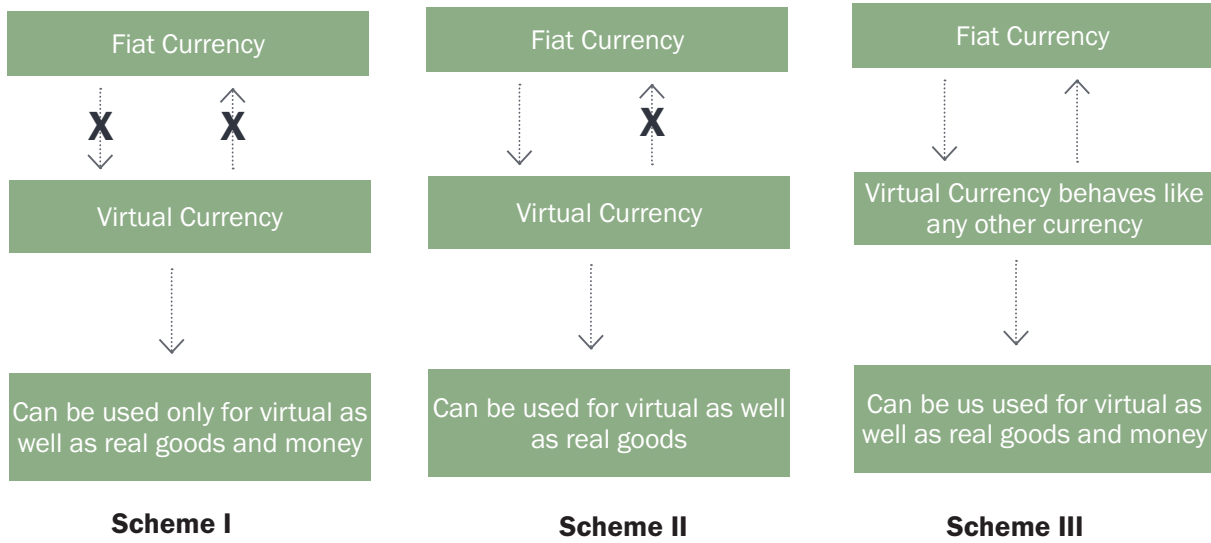 Fiat Currency
X
X
Virtual Currency
Can be used only for virtual as
well as real goods and money
Scheme I
Fiat Currency
X
Virtual Currency
Can be used for virtual as well
as real goods
Scheme II
Fiat Currency
Virtual Currency behaves like
any other currency
Can be us used for virtual as
well as real goods and money
Scheme III